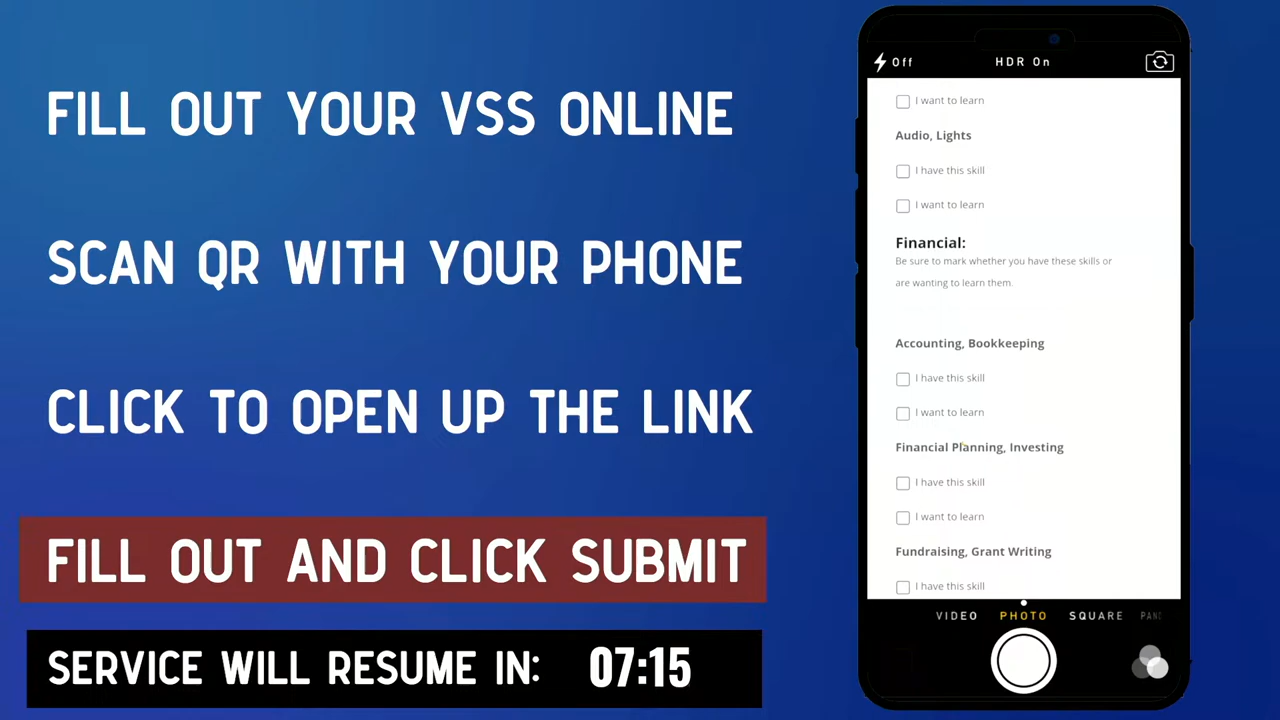 FILL OUT YOUR VSS ONLINE
SCAN QR WITH YOUR PHONE
CLICK TO OPEN UP THE LINK
FILL OUT AND CLICK SUBMIT
SERVICE WILL RESUME IN: 07:15
Off
HDR On
I want to learn
Audio, Lights
I have this skill
I want to learn
Financial:
Be sure to mark whether you have these skills or
are wanting to learn them.
Accounting, Bookkeeping
I have this skill
I want to learn
Financial Planning, Investing
I have this skill
I want to learn
Fundraising, Grant Writing
I have this skill
VIDEO PHOTO SQUARE PAN